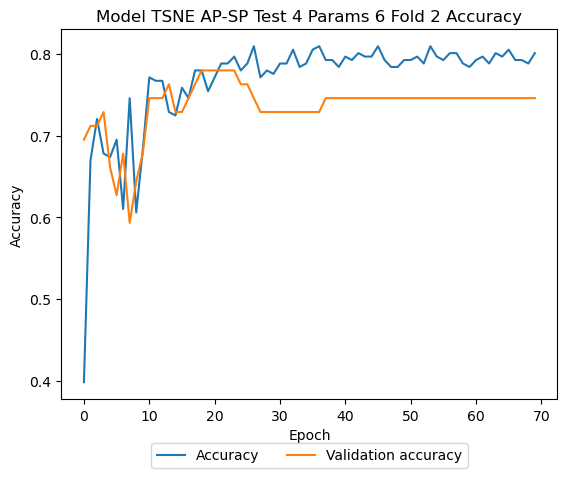 Model TSNE AP-SP Test 4 Params 6 Fold 2 Accuracy
0.8
0.7
0.6
0.5
0.4
Accuracy
0 10 20 30 40 50 60 70
Epoch
Accuracy Validation accuracy